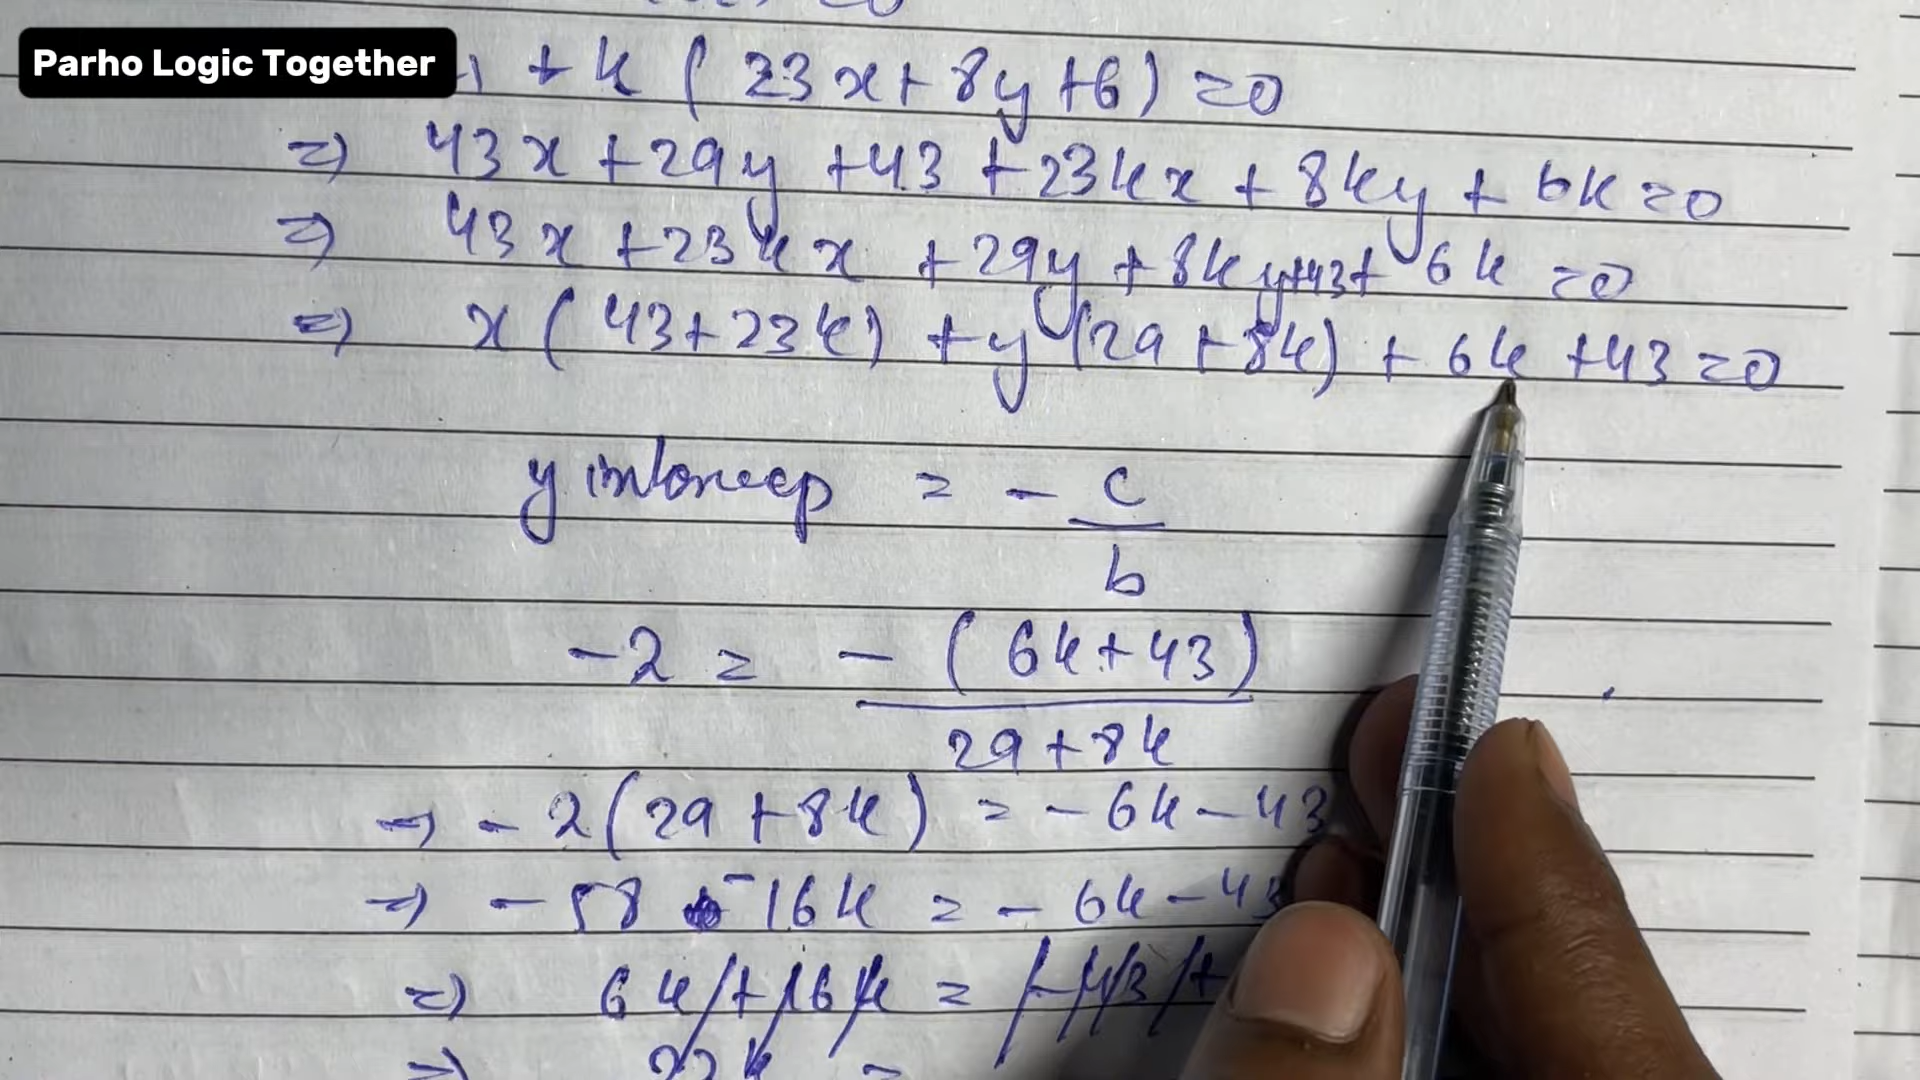 Parho Logic Together
+ k ( 23x + 8y + 6 ) = 0
⇒ 43x + 29y + 43 + 23kx + 8ky + 6k = 0
⇒ 43x + 23kx + 29y + 8ky + 43 + 6k = 0
⇒ x ( 43 + 23k ) + y ( 29 + 8k ) + 6k + 43 = 0
y intercep = - c
b
-2 = - ( 6k + 43 )
29 + 8k
⇒ - 2 ( 29 + 8k ) = - 6k - 43
⇒ - 58 - 16k = - 6k - 43
⇒ 6k + 16k = - 43 +
⇒ 22k =